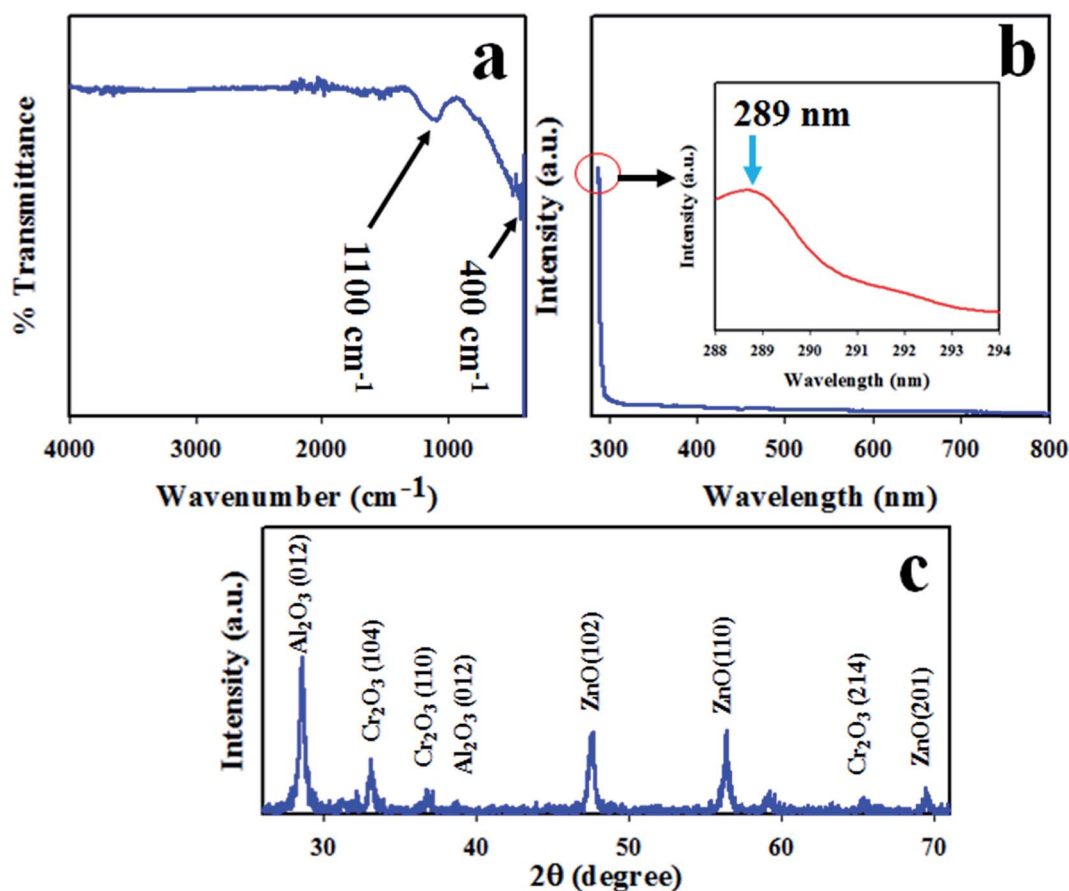 a
% Transmittance
1100 cm⁻¹
400 cm⁻¹
4000 3000 2000 1000
Wavenumber (cm⁻¹)
b
Intensity (a.u.)
289 nm
Intensity (a.u.)
288 289 290 291 292 293 294
Wavelength (nm)
300 400 500 600 700 800
Wavelength (nm)
c
Intensity (a.u.)
Al₂O₃ (012)
Cr₂O₃ (104)
Cr₂O₃ (110)
Al₂O₃ (012)
ZnO(102)
ZnO(110)
Cr₂O₃ (214)
ZnO(201)
30 40 50 60 70
2θ (degree)